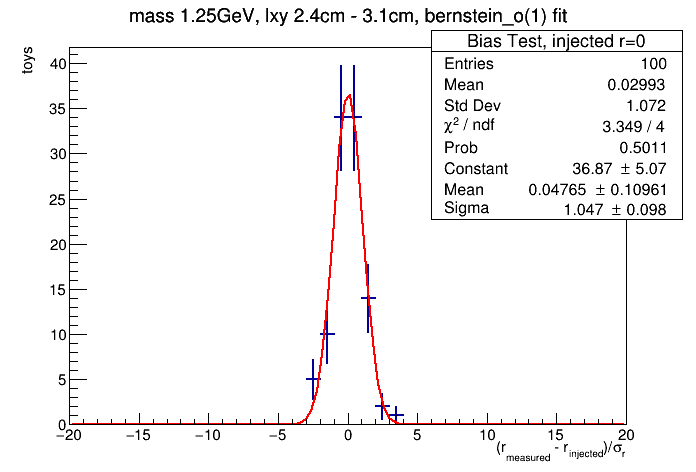 mass 1.25GeV, lxy 2.4cm - 3.1cm, bernstein_o(1) fit
toys
Bias Test, injected r=0
Entries 100
Mean 0.02993
Std Dev 1.072
χ² / ndf 3.349 / 4
Prob 0.5011
Constant 36.87 ± 5.07
Mean 0.04765 ± 0.10961
Sigma 1.047 ± 0.098
40
35
30
25
20
15
10
5
0
−20 −15 −10 −5 0 5 10 15 20
(r_measured - r_injected)/σ_r